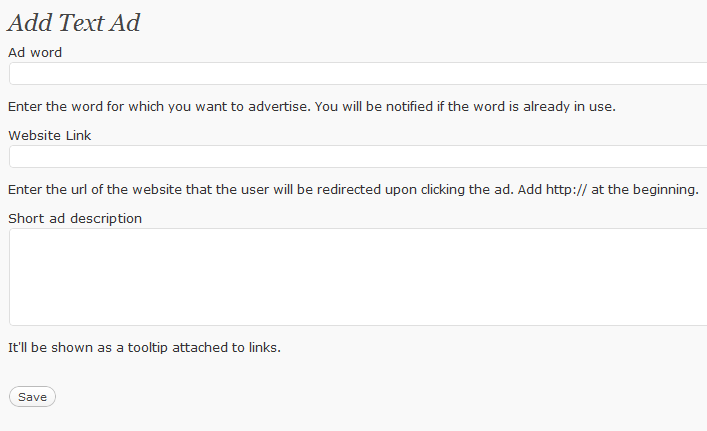 Add Text Ad
Ad word
Enter the word for which you want to advertise. You will be notified if the word is already in use.
Website Link
Enter the url of the website that the user will be redirected upon clicking the ad. Add http:// at the beginning.
Short ad description
It'll be shown as a tooltip attached to links.
Save